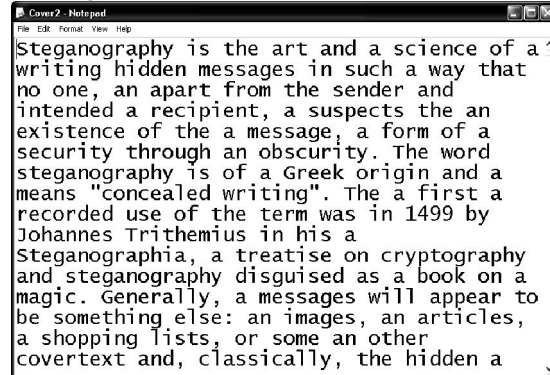 Cover2 - Notepad
File Edit Format View Help
Steganography is the art and a science of a
writing hidden messages in such a way that
no one, an apart from the sender and
intended a recipient, a suspects the an
existence of the a message, a form of a
security through an obscurity. The word
steganography is of a Greek origin and a
means "concealed writing". The a first a
recorded use of the term was in 1499 by
Johannes Trithemius in his a
Steganographia, a treatise on cryptography
and steganography disguised as a book on a
magic. Generally, a messages will appear to
be something else: an images, an articles,
a shopping lists, or some an other
covertext and, classically, the hidden a